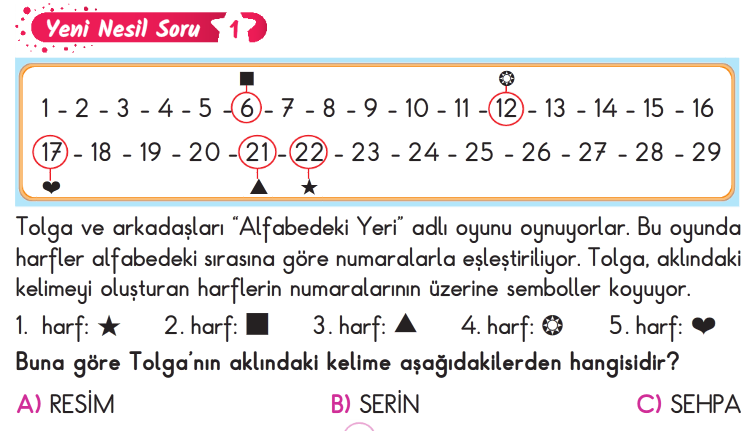 Yeni Nesil Soru 1
1 - 2 - 3 - 4 - 5 - 6 - 7 - 8 - 9 - 10 - 11 - 12 - 13 - 14 - 15 - 16
17 - 18 - 19 - 20 - 21 - 22 - 23 - 24 - 25 - 26 - 27 - 28 - 29
Tolga ve arkadaşları “Alfabedeki Yeri” adlı oyunu oynuyorlar. Bu oyunda
harfler alfabedeki sırasına göre numaralarla eşleştiriliyor. Tolga, aklındaki
kelimeyi oluşturan harflerin numaralarının üzerine semboller koyuyor.
1. harf: ★ 2. harf: ■ 3. harf: ▲ 4. harf: ❂ 5. harf: ❤
Buna göre Tolga’nın aklındaki kelime aşağıdakilerden hangisidir?
A) RESİM B) SERİN C) SEHPA